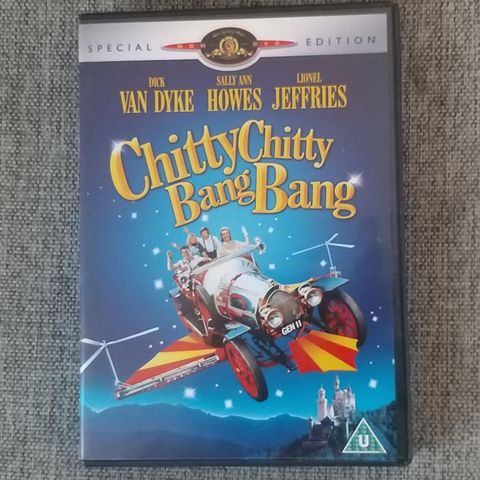 SPECIAL EDITION
DICK VAN DYKE
SALLY ANN HOWES
LIONEL JEFFRIES
Chitty Chitty
Bang Bang
GEN 11
U